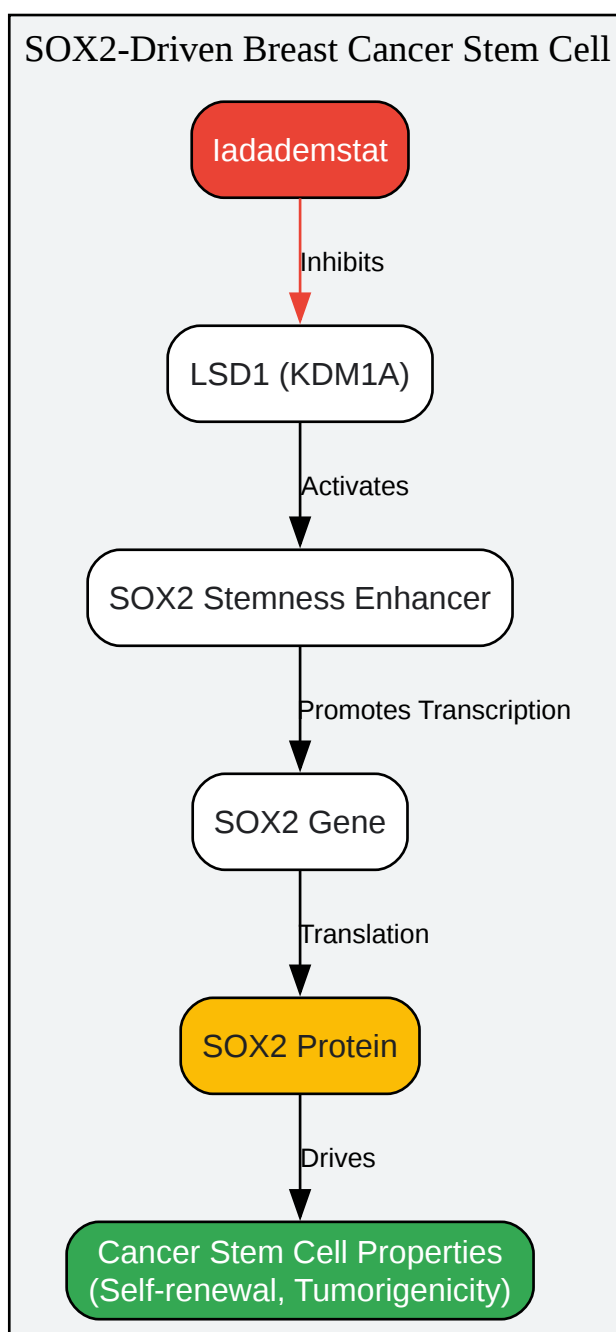 SOX2-Driven Breast Cancer Stem Cell
Iadademstat
Inhibits
LSD1 (KDM1A)
Activates
SOX2 Stemness Enhancer
Promotes Transcription
SOX2 Gene
Translation
SOX2 Protein
Drives
Cancer Stem Cell Properties
(Self-renewal, Tumorigenicity)